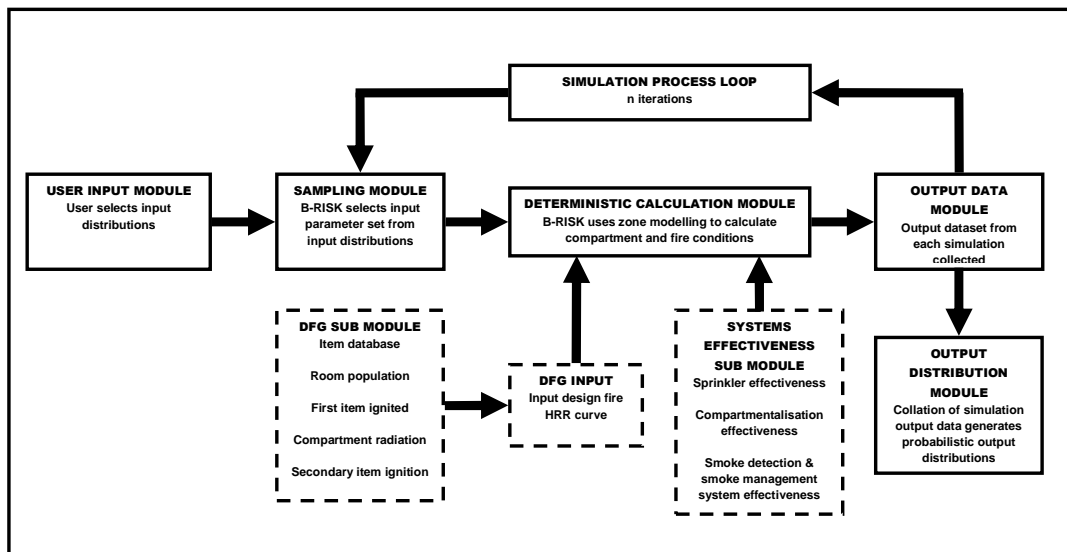 SIMULATION PROCESS LOOP
n iterations
USER INPUT MODULE
User selects input
distributions
SAMPLING MODULE
B-RISK selects input
parameter set from
input distributions
DETERMINISTIC CALCULATION MODULE
B-RISK uses zone modelling to calculate
compartment and fire conditions
OUTPUT DATA
MODULE
Output dataset from
each simulation
collected
DFG SUB MODULE
Item database
Room population
First item ignited
Compartment radiation
Secondary item ignition
DFG INPUT
Input design fire
HRR curve
SYSTEMS
EFFECTIVENESS
SUB MODULE
Sprinkler effectiveness
Compartmentalisation
effectiveness
Smoke detection &
smoke management
system effectiveness
OUTPUT
DISTRIBUTION
MODULE
Collation of simulation
output data generates
probabilistic output
distributions